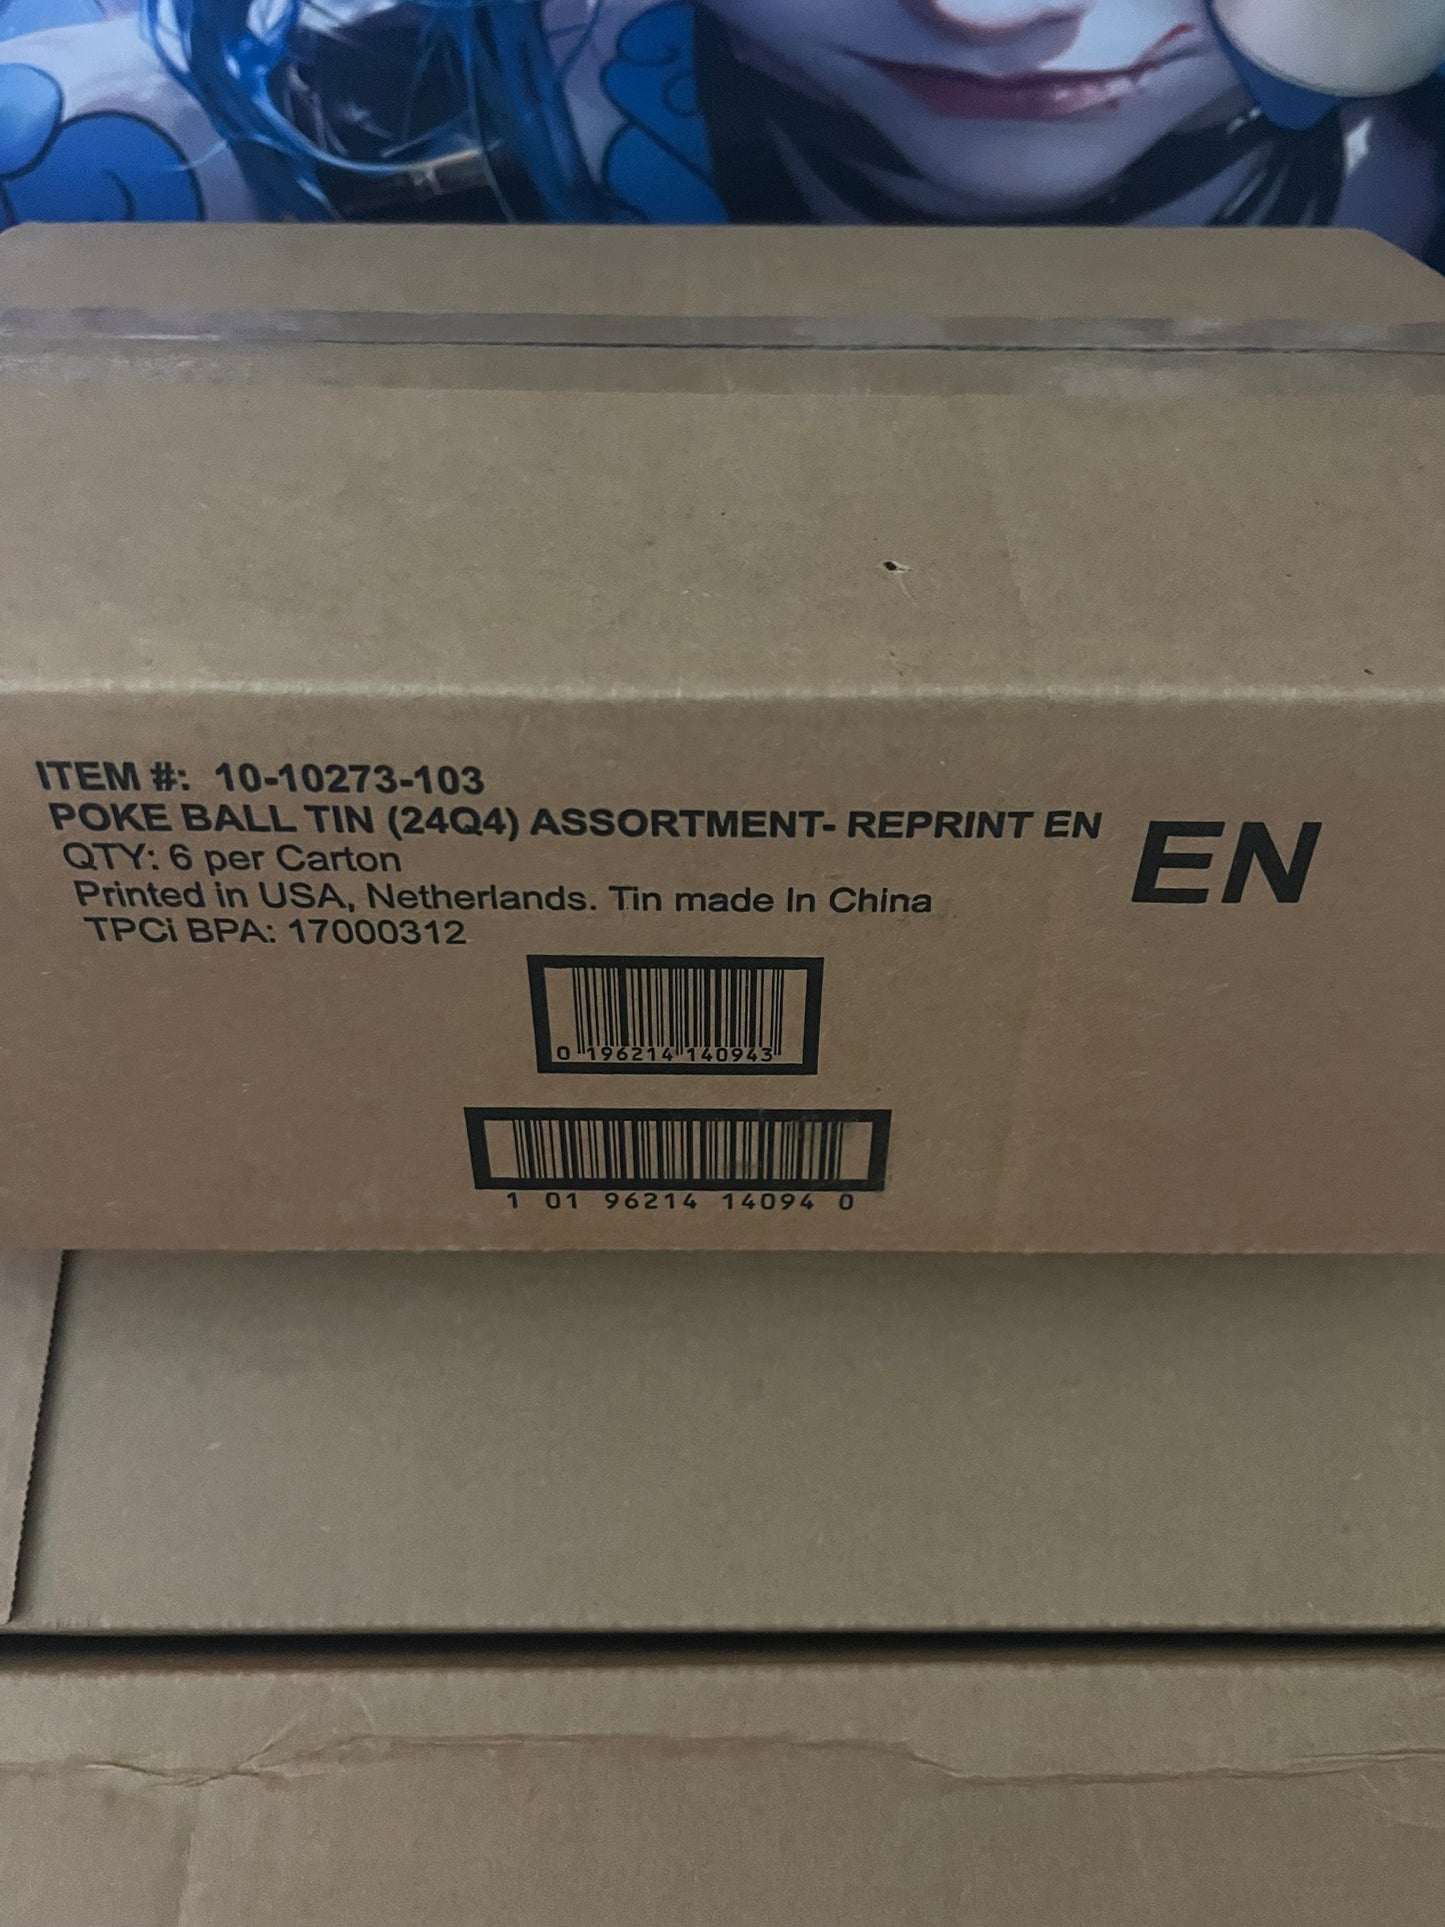 ITEM #: 10-10273-103
POKE BALL TIN (24Q4) ASSORTMENT- REPRINT EN
EN
QTY: 6 per Carton
Printed in USA, Netherlands. Tin made In China
TPCi BPA: 17000312
0 196214 140943
1 01 96214 14094 0